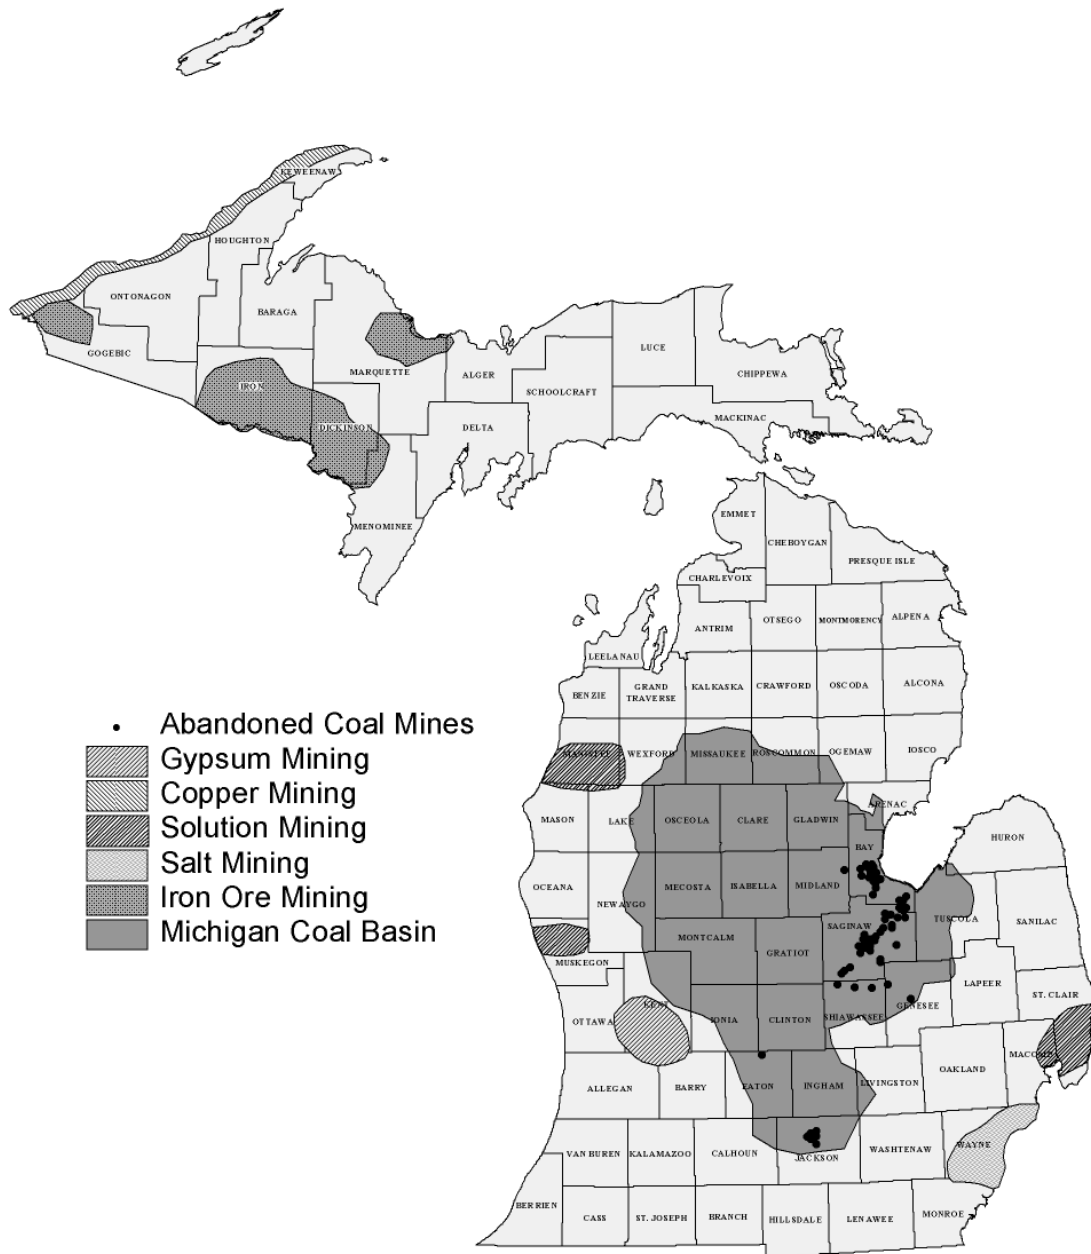 KEWEENAW
HOUGHTON
ONTONAGON
BARAGA
GOGEBIC
MARQUETTE
ALGER
LUCE
CHIPPEWA
SCHOOLCRAFT
MACKINAC
IRON
DICKINSON
DELTA
MENOMINEE
EMMET
CHEBOYGAN
PRESQUE ISLE
CHARLEVOIX
ANTRIM
OTSEGO
MONTMORENCY
ALPENA
LEELANAU
BENZIE
GRAND
TRAVERSE
KALKASKA
CRAWFORD
OSCODA
ALCONA
MANISTEE
WEXFORD
MISSAUKEE
ROSCOMMON
OGEMAW
IOSCO
Abandoned Coal Mines
Gypsum Mining
Copper Mining
Solution Mining
Salt Mining
Iron Ore Mining
Michigan Coal Basin
MASON
LAKE
OSCEOLA
CLARE
GLADWIN
ARENAC
HURON
BAY
OCEANA
NEWAYGO
MECOSTA
ISABELLA
MIDLAND
TUSCOLA
SANILAC
SAGINAW
MONTCALM
GRATIOT
MUSKEGON
LAPEER
ST. CLAIR
GENESEE
KENT
OTTAWA
IONIA
CLINTON
SHIAWASSEE
MACOMB
OAKLAND
LIVINGSTON
ALLEGAN
BARRY
EATON
INGHAM
WAYNE
WASHTENAW
JACKSON
CALHOUN
KALAMAZOO
VAN BUREN
BERRIEN
CASS
ST. JOSEPH
BRANCH
HILLSDALE
LENAWEE
MONROE